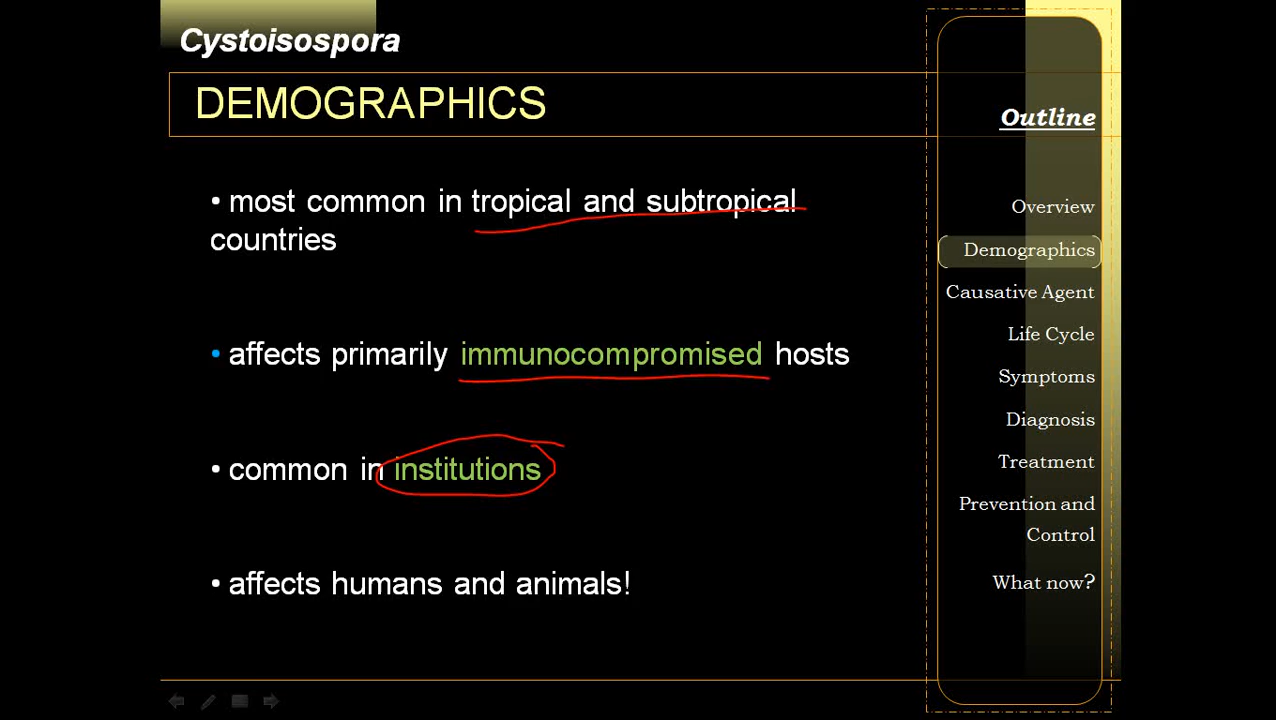 Cystoisospora
DEMOGRAPHICS
• most common in tropical and subtropical
countries
• affects primarily immunocompromised hosts
• common in institutions
• affects humans and animals!
Outline
Overview
Demographics
Causative Agent
Life Cycle
Symptoms
Diagnosis
Treatment
Prevention and
Control
What now?